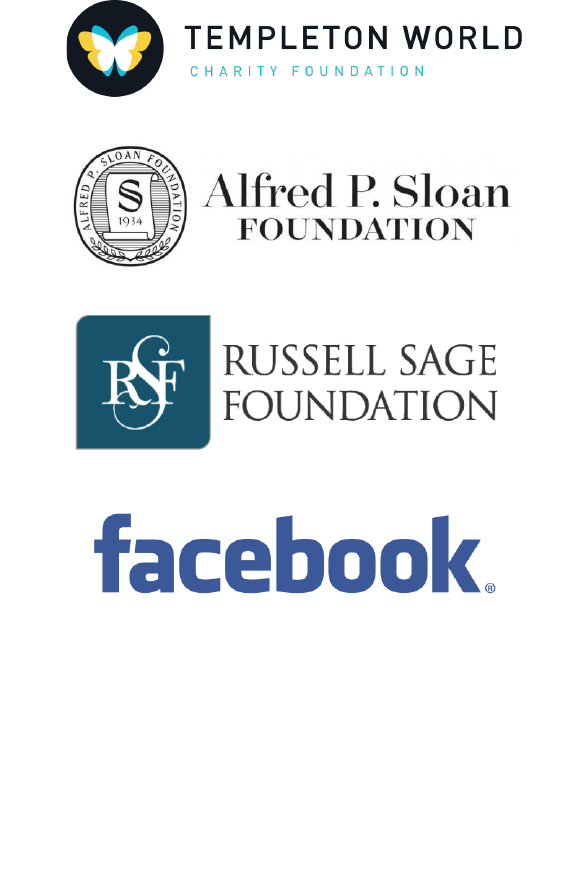 TEMPLETON WORLD
CHARITY FOUNDATION
ALFRED P. SLOAN FOUNDATION
S
1934
Alfred P. Sloan
FOUNDATION
RSF
RUSSELL SAGE
FOUNDATION
facebook®